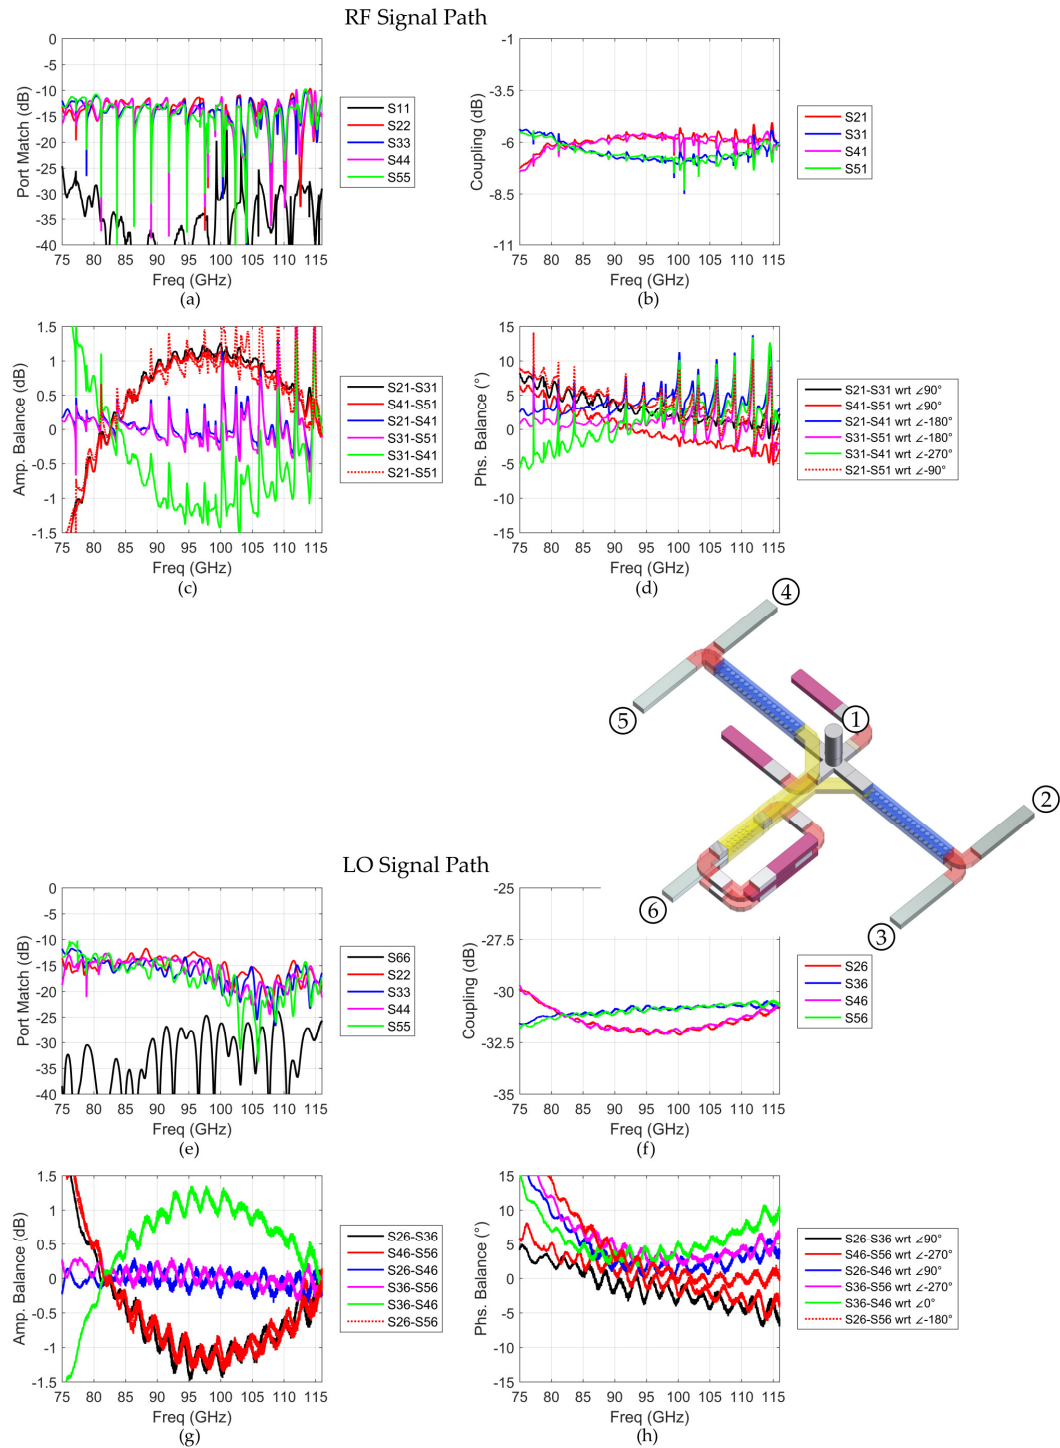 RF Signal Path
0
-5
-10
-15
-20
-25
-30
-35
-40
Port Match (dB)
75 80 85 90 95 100 105 110 115
Freq (GHz)
(a)
S11
S22
S33
S44
S55
-1
-3.5
-6
-8.5
-11
Coupling (dB)
75 80 85 90 95 100 105 110 115
Freq (GHz)
(b)
S21
S31
S41
S51
1.5
1
0.5
0
-0.5
-1
-1.5
Amp. Balance (dB)
75 80 85 90 95 100 105 110 115
Freq (GHz)
(c)
S21-S31
S41-S51
S21-S41
S31-S51
S31-S41
S21-S51
15
10
5
0
-5
-10
-15
Phs. Balance (°)
75 80 85 90 95 100 105 110 115
Freq (GHz)
(d)
S21-S31 wrt ∠90°
S41-S51 wrt ∠90°
S21-S41 wrt ∠-180°
S31-S51 wrt ∠-180°
S31-S41 wrt ∠-270°
S21-S51 wrt ∠-90°
4
5
1
2
6
3
LO Signal Path
0
-5
-10
-15
-20
-25
-30
-35
-40
Port Match (dB)
75 80 85 90 95 100 105 110 115
Freq (GHz)
(e)
S66
S22
S33
S44
S55
-25
-27.5
-30
-32.5
-35
Coupling (dB)
75 80 85 90 95 100 105 110 115
Freq (GHz)
(f)
S26
S36
S46
S56
1.5
1
0.5
0
-0.5
-1
-1.5
Amp. Balance (dB)
75 80 85 90 95 100 105 110 115
Freq (GHz)
(g)
S26-S36
S46-S56
S26-S46
S36-S56
S36-S46
S26-S56
15
10
5
0
-5
-10
-15
Phs. Balance (°)
75 80 85 90 95 100 105 110 115
Freq (GHz)
(h)
S26-S36 wrt ∠90°
S46-S56 wrt ∠-270°
S26-S46 wrt ∠90°
S36-S56 wrt ∠-270°
S36-S46 wrt ∠0°
S26-S56 wrt ∠-180°